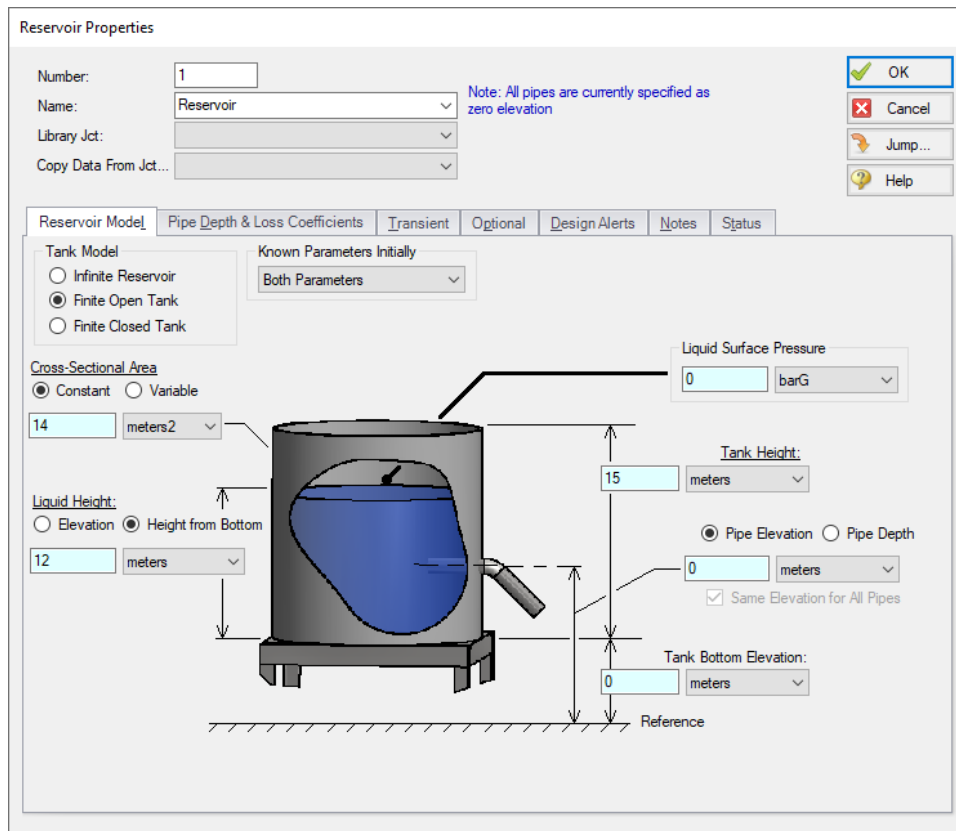 Reservoir Properties
Number:
1
Name:
Reservoir
Library Jct:
Copy Data From Jct...
Note: All pipes are currently specified as
zero elevation
OK
Cancel
Jump...
Help
Reservoir Model
Pipe Depth & Loss Coefficients
Transient
Optional
Design Alerts
Notes
Status
Tank Model
Infinite Reservoir
Finite Open Tank
Finite Closed Tank
Known Parameters Initially
Both Parameters
Liquid Surface Pressure
0 barG
Cross-Sectional Area
Constant Variable
14 meters2
Tank Height:
15 meters
Liquid Height:
Elevation Height from Bottom
12 meters
Pipe Elevation Pipe Depth
0 meters
Same Elevation for All Pipes
Tank Bottom Elevation:
0 meters
Reference